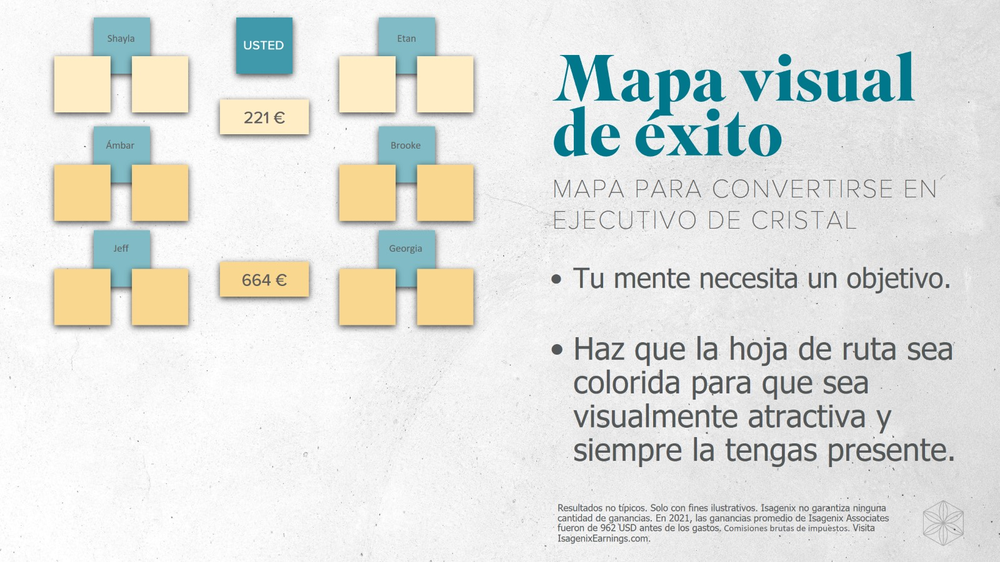 Shayla
USTED
Etan
221 €
Ámbar
Brooke
Jeff
Georgia
664 €
Mapa visual
de éxito
MAPA PARA CONVERTIRSE EN´
EJECUTIVO DE CRISTAL
• Tu mente necesita un objetivo.
• Haz que la hoja de ruta sea
colorida para que sea
visualmente atractiva y
siempre la tengas presente.
Resultados no típicos. Solo con fines ilustrativos. Isagenix no garantiza ninguna
cantidad de ganancias. En 2021, las ganancias promedio de Isagenix Associates
fueron de 962 USD antes de los gastos. Comisiones brutas de impuestos. Visita
IsagenixEarnings.com.